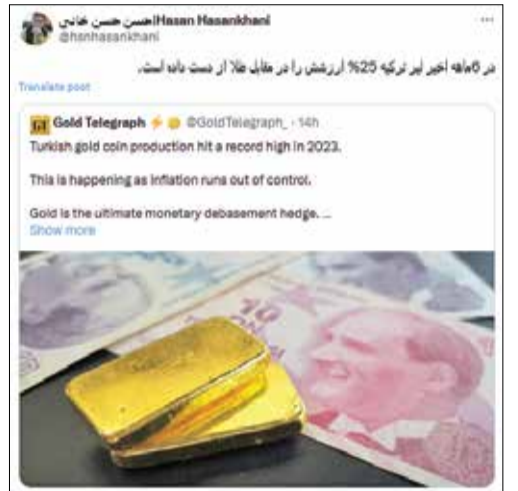 احسن حسن خانی|Hasan Hasankhani
@hsnhasankhani
در 6ماهه اخیر لیر ترکیه 25% ارزشش را در مقابل طلا از دست داده است.
Translate post
GT Gold Telegraph ⚡ @GoldTelegraph_ · 14h
Turkish gold coin production hit a record high in 2023.
This is happening as inflation runs out of control.
Gold is the ultimate monetary debasement hedge. ...
Show more
10